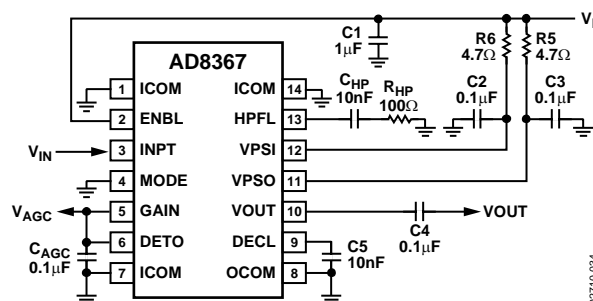 V
C1
1μF
R6
4.7Ω
R5
4.7Ω
AD8367
1 ICOM
ICOM 14
CHP
10nF
RHP
100Ω
C2
0.1μF
C3
0.1μF
2 ENBL
HPFL 13
VIN
3 INPT
VPSI 12
4 MODE
VPSO 11
VAGC
5 GAIN
VOUT 10
VOUT
C4
0.1μF
6 DETO
DECL 9
CAGC
0.1μF
C5
10nF
7 ICOM
OCOM 8